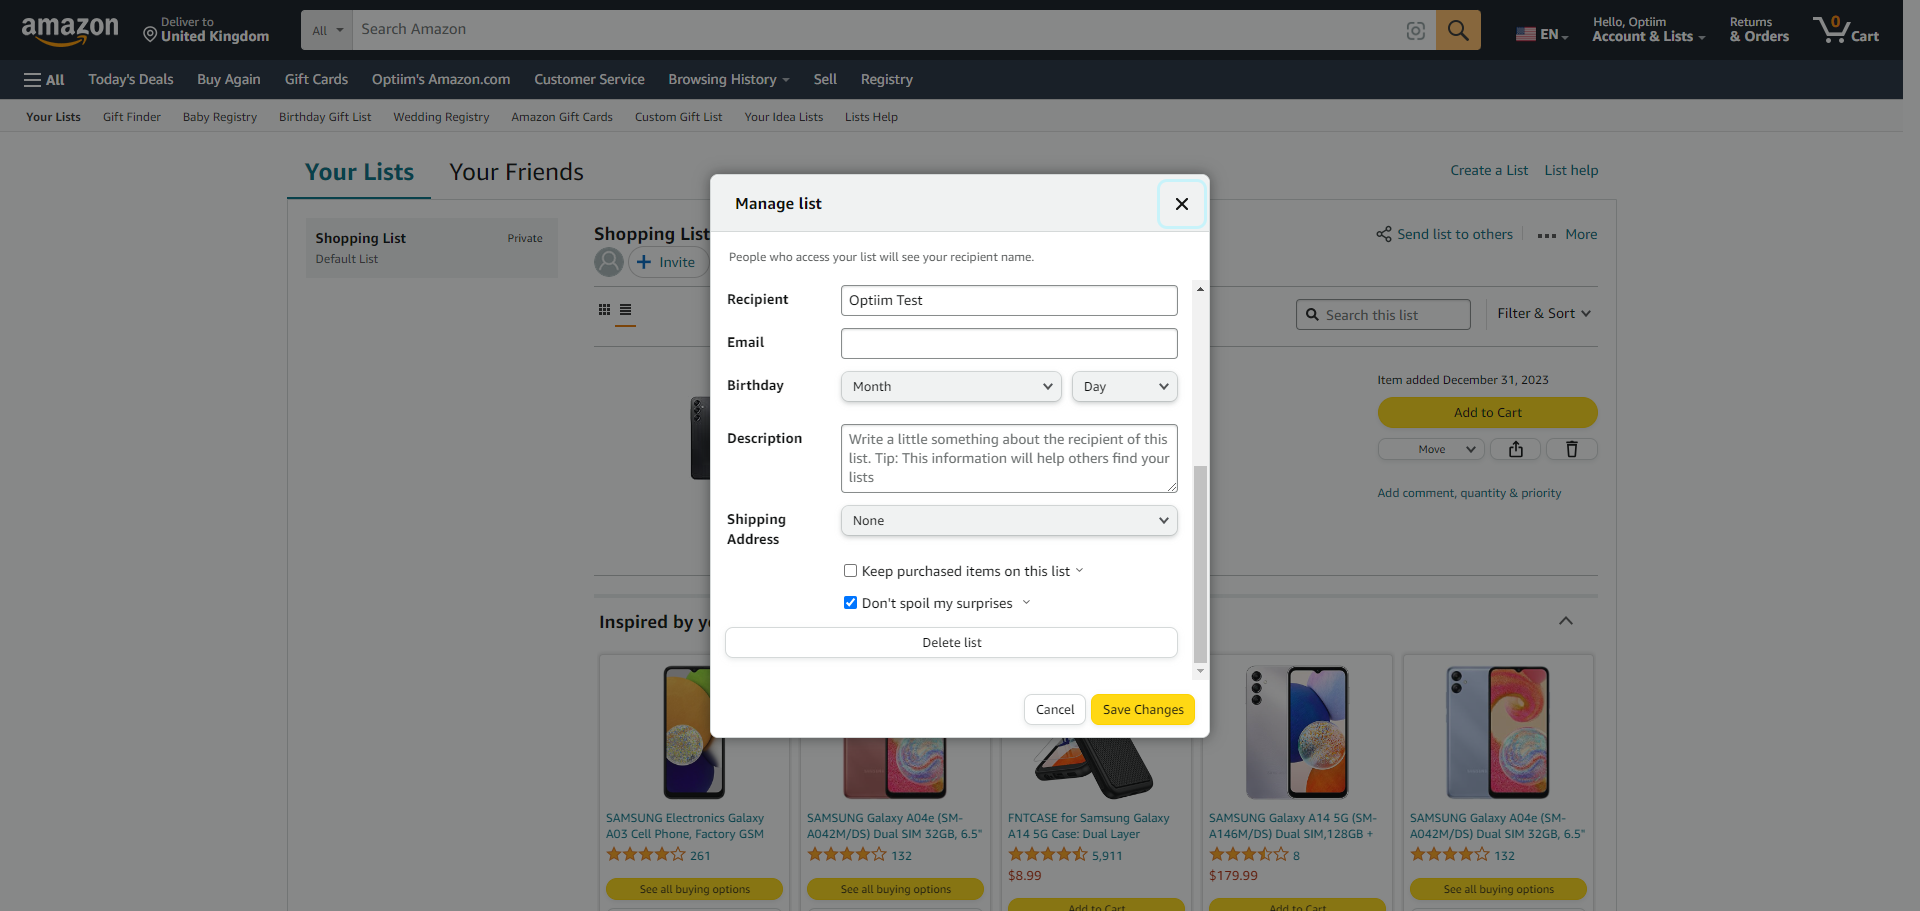 amazon
Deliver to
United Kingdom
All
Search Amazon
EN
Hello, Optiim
Account & Lists
Returns
& Orders
0
Cart
All
Today's Deals
Buy Again
Gift Cards
Optiim's Amazon.com
Customer Service
Browsing History
Sell
Registry
Your Lists
Gift Finder
Baby Registry
Birthday Gift List
Wedding Registry
Amazon Gift Cards
Custom Gift List
Your Idea Lists
Lists Help
Your Lists
Your Friends
Create a List
List help
Shopping List
Private
Default List
Shopping List
Invite
Send list to others
More
Search this list
Filter & Sort
Item added December 31, 2023
Add to Cart
Move
Add comment, quantity & priority
Manage list
People who access your list will see your recipient name.
Recipient
Optiim Test
Email
Birthday
Month
Day
Description
Write a little something about the recipient of this
list. Tip: This information will help others find your
lists
Shipping
Address
None
Keep purchased items on this list
Don't spoil my surprises
Delete list
Cancel
Save Changes
Inspired by
SAMSUNG Electronics Galaxy
A03 Cell Phone, Factory GSM
261
See all buying options
SAMSUNG Galaxy A04e (SM-
A042M/DS) Dual SIM 32GB, 6.5"
132
See all buying options
FNTCASE for Samsung Galaxy
A14 5G Case: Dual Layer
5,911
$8.99
Add to Cart
SAMSUNG Galaxy A14 5G (SM-
A146M/DS) Dual SIM,128GB +
8
$179.99
Add to Cart
SAMSUNG Galaxy A04e (SM-
A042M/DS) Dual SIM 32GB, 6.5"
132
See all buying options